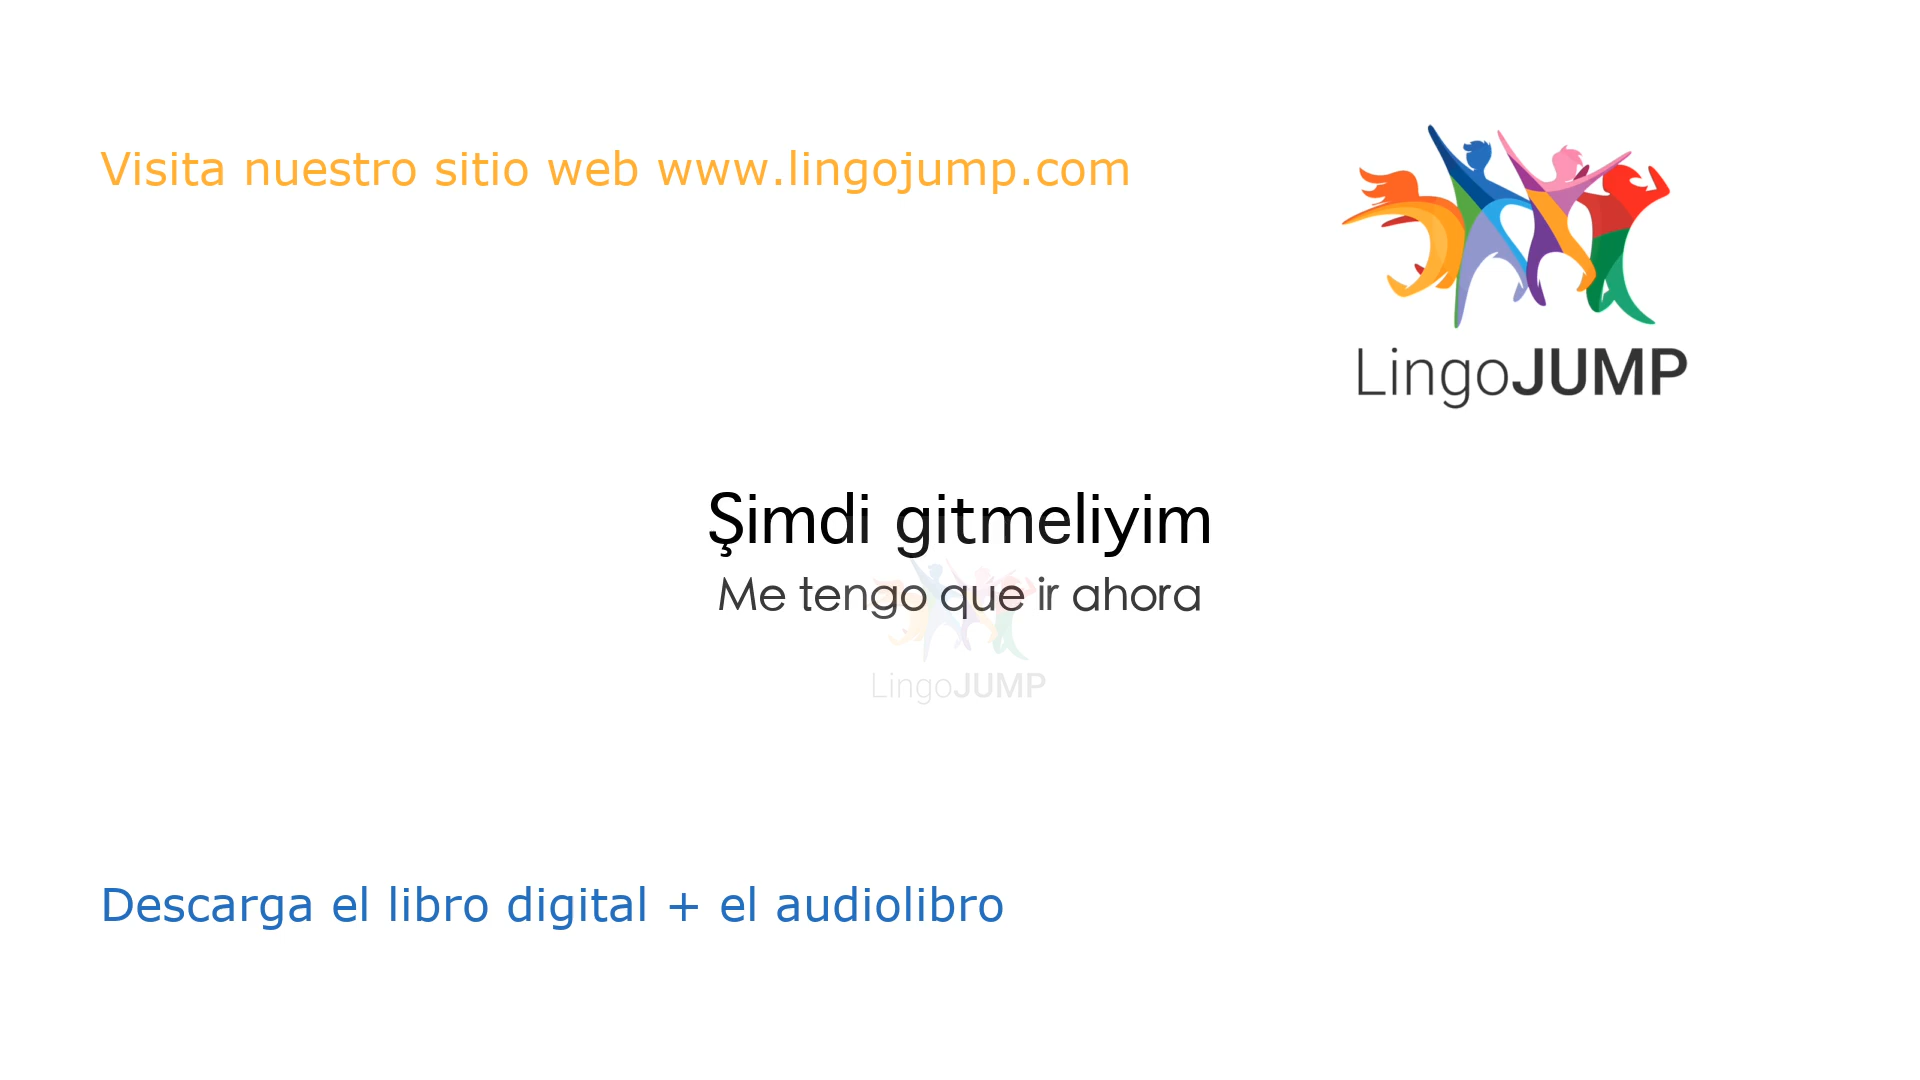 Visita nuestro sitio web www.lingojump.com
LingoJUMP
Şimdi gitmeliyim
Me tengo que ir ahora
LingoJUMP
Descarga el libro digital + el audiolibro